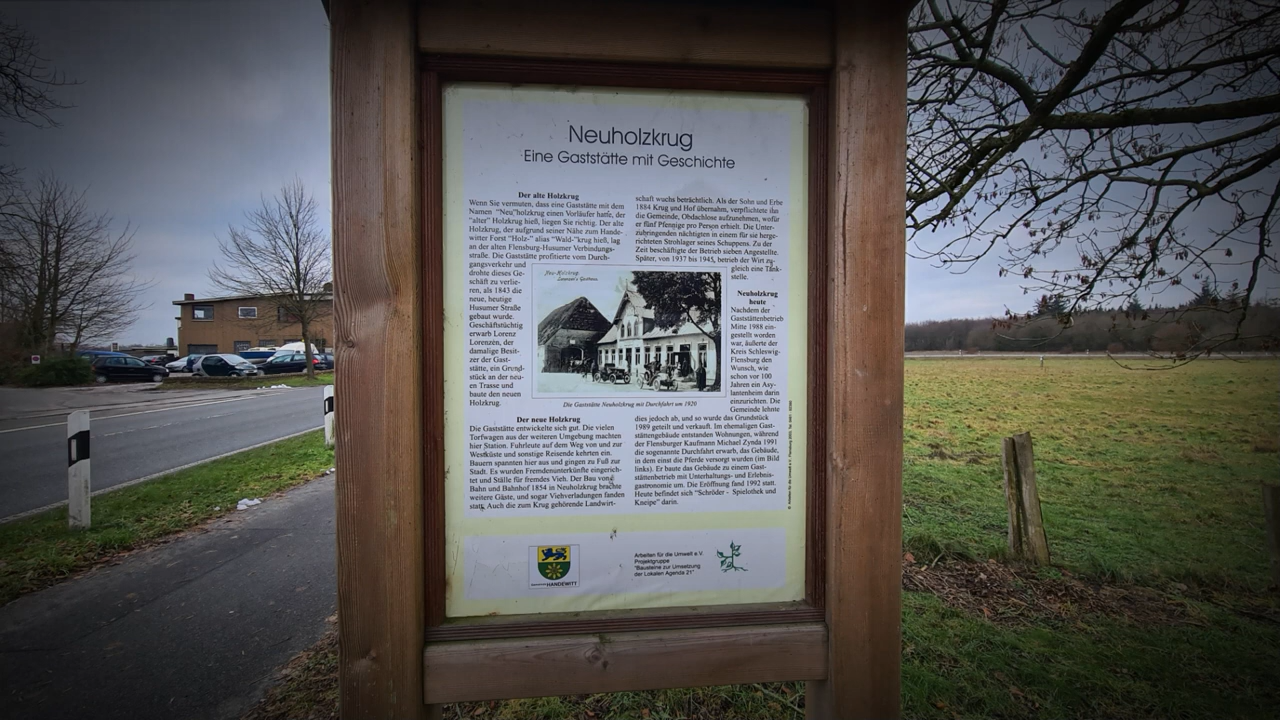 Neuholzkrug
Eine Gaststätte mit Geschichte
Der alte Holzkrug
Wenn Sie vermuten, dass eine Gaststätte mit dem
Namen "Neu"holzkrug einen Vorläufer hatte, der
"alter" Holzkrug hieß, liegen Sie richtig. Der alte
Holzkrug, der aufgrund seiner Nähe zum Hande-
witter Forst "Holz-" alias "Wald-"krug hieß, lag
an der alten Flensburg-Husumer Verbindungs-
straße. Die Gaststätte profitierte vom Durch-
gangsverkehr und
drohte dieses Ge-
schäft zu verlie-
ren, als 1843 die
neue, heutige
Husumer Straße
gebaut wurde.
Geschäftstüchtig
erwarb Lorenz
Lorenzen, der
damalige Besit-
zer der Gast-
stätte, ein Grund-
stück an der neu-
en Trasse und
baute den neuen
Holzkrug.
Der neue Holzkrug
Die Gaststätte entwickelte sich gut. Die vielen
Torfwagen aus der weiteren Umgebung machten
hier Station. Fuhrleute auf dem Weg von und zur
Westküste und sonstige Reisende kehrten ein.
Bauern spannten hier aus und gingen zu Fuß zur
Stadt. Es wurden Fremdenunterkünfte eingerich-
tet und Ställe für fremdes Vieh. Der Bau von
Bahn und Bahnhof 1854 in Neuholzkrug brachte
weitere Gäste, und sogar Viehverladungen fanden
statt. Auch die zum Krug gehörende Landwirt-
schaft wuchs beträchtlich. Als der Sohn und Erbe
1884 Krug und Hof übernahm, verpflichtete ihn
die Gemeinde, Obdachlose aufzunehmen, wofür
er fünf Pfennige pro Person erhielt. Die Unter-
zubringenden nächtigten in einem für sie herge-
richteten Strohlager seines Schuppens. Zu der
Zeit beschäftigte der Betrieb sieben Angestellte.
Später, von 1937 bis 1945, betrieb der Wirt zu-
gleich eine Tank-
stelle.
Neu-Holzkrug.
Lorenzen's Gasthaus.
Die Gaststätte Neuholzkrug mit Durchfahrt um 1920
Neuholzkrug
heute
Nachdem der
Gaststättenbetrieb
Mitte 1988 ein-
gestellt worden
war, äußerte der
Kreis Schleswig-
Flensburg den
Wunsch, wie
schon vor 100
Jahren ein Asy-
lantenheim darin
einzurichten. Die
Gemeinde lehnte
dies jedoch ab, und so wurde das Grundstück
1989 geteilt und verkauft. Im ehemaligen Gast-
stättengebäude entstanden Wohnungen, während
der Flensburger Kaufmann Michael Zynda 1991
die sogenannte Durchfahrt erwarb, das Gebäude,
in dem einst die Pferde versorgt wurden (im Bild
links). Er baute das Gebäude zu einem Gast-
stättenbetrieb mit Unterhaltungs- und Erlebnis-
gastronomie um. Die Eröffnung fand 1992 statt.
Heute befindet sich "Schröder - Spielothek und
Kneipe" darin.
HANDEWITT
Arbeiten für die Umwelt e.V.
Projektgruppe
"Bausteine zur Umsetzung
der Lokalen Agenda 21"